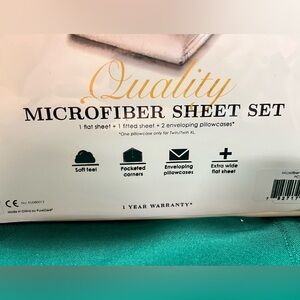 Quality
MICROFIBER SHEET SET
1 flat sheet + 1 fitted sheet + 2 enveloping pillowcases*
*One pillowcase only for Twin/Twin XL.
Soft feel
Pocketed corners
Enveloping pillowcases
Extra wide flat sheet
CE
1 YEAR WARRANTY*